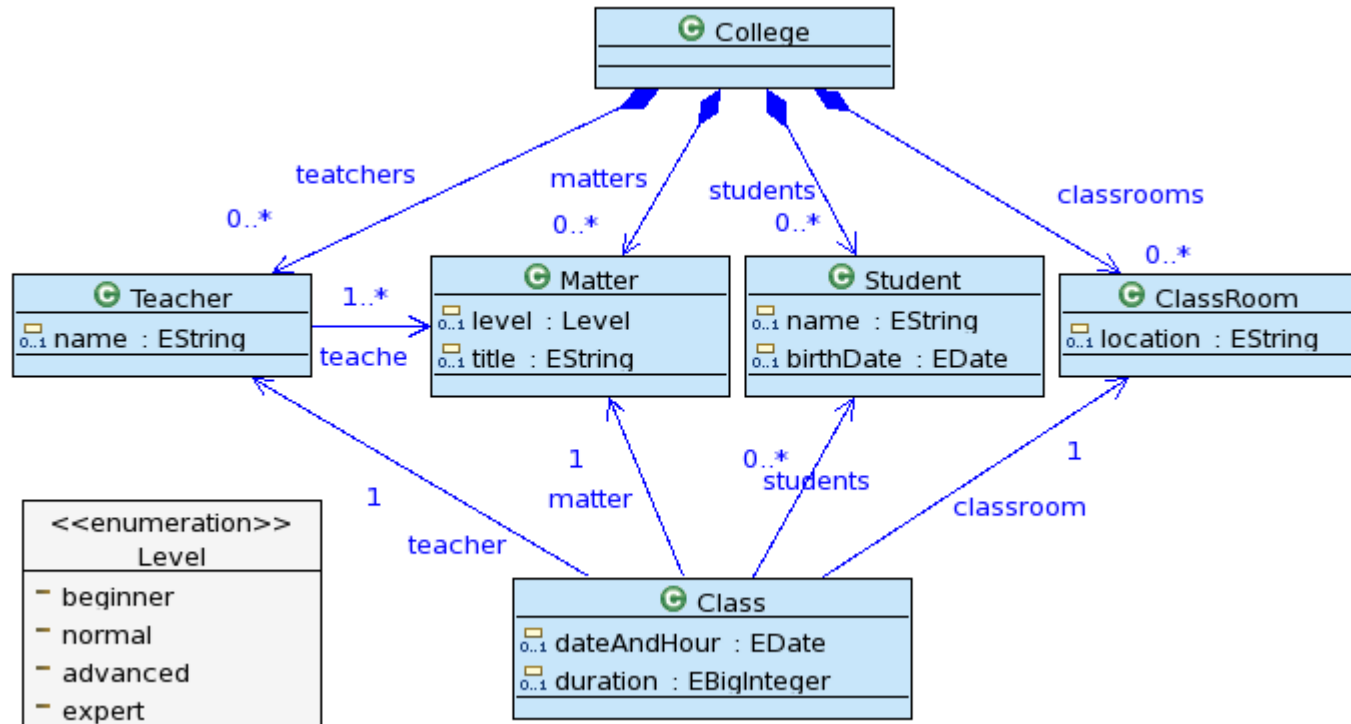 College
teatchers
matters
students
classrooms
0..*
0..*
0..*
0..*
Teacher
0..1 name : EString
1..*
teache
Matter
0..1 level : Level
0..1 title : EString
Student
0..1 name : EString
0..1 birthDate : EDate
ClassRoom
0..1 location : EString
1
teacher
1
matter
0..*
students
1
classroom
<<enumeration>>
Level
beginner
normal
advanced
expert
Class
0..1 dateAndHour : EDate
0..1 duration : EBigInteger